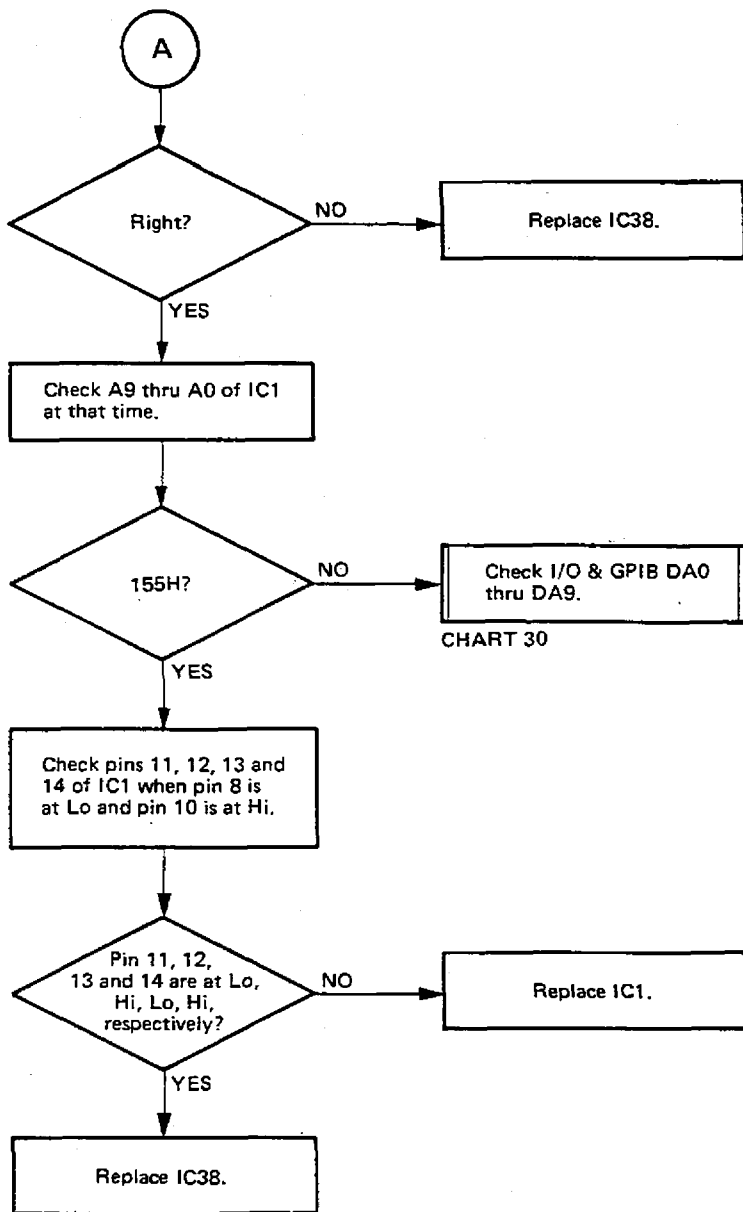 A
Right?
NO
Replace IC38.
YES
Check A9 thru A0 of IC1
at that time.
155H?
NO
Check I/O & GPIB DA0
thru DA9.
CHART 30
YES
Check pins 11, 12, 13 and
14 of IC1 when pin 8 is
at Lo and pin 10 is at Hi.
Pin 11, 12,
13 and 14 are at Lo,
Hi, Lo, Hi,
respectively?
NO
Replace IC1.
YES
Replace IC38.